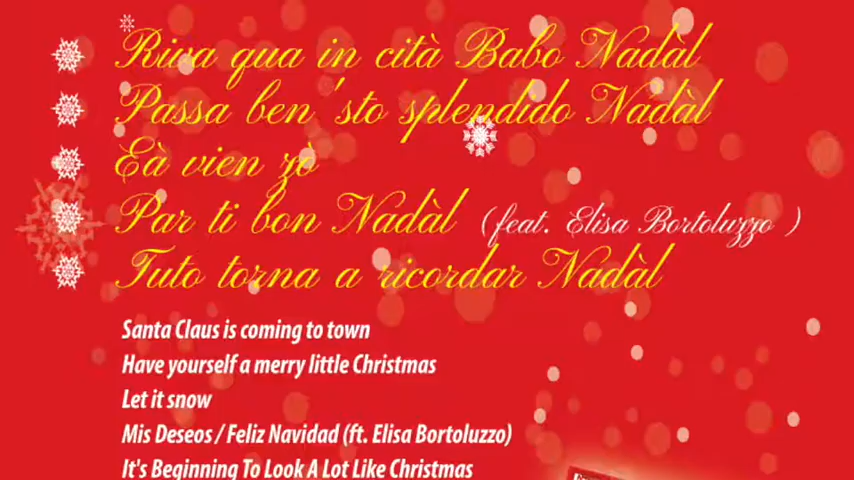 Riva qua in cità Babo Nadàl
Passa ben 'sto splendido Nadàl
Eà vien zò
Par ti bon Nadàl (feat. Elisa Bortoluzzo )
Tuto torna a ricordar Nadàl
Santa Claus is coming to town
Have yourself a merry little Christmas
Let it snow
Mis Deseos / Feliz Navidad (ft. Elisa Bortoluzzo)
It's Beginning To Look A Lot Like Christmas